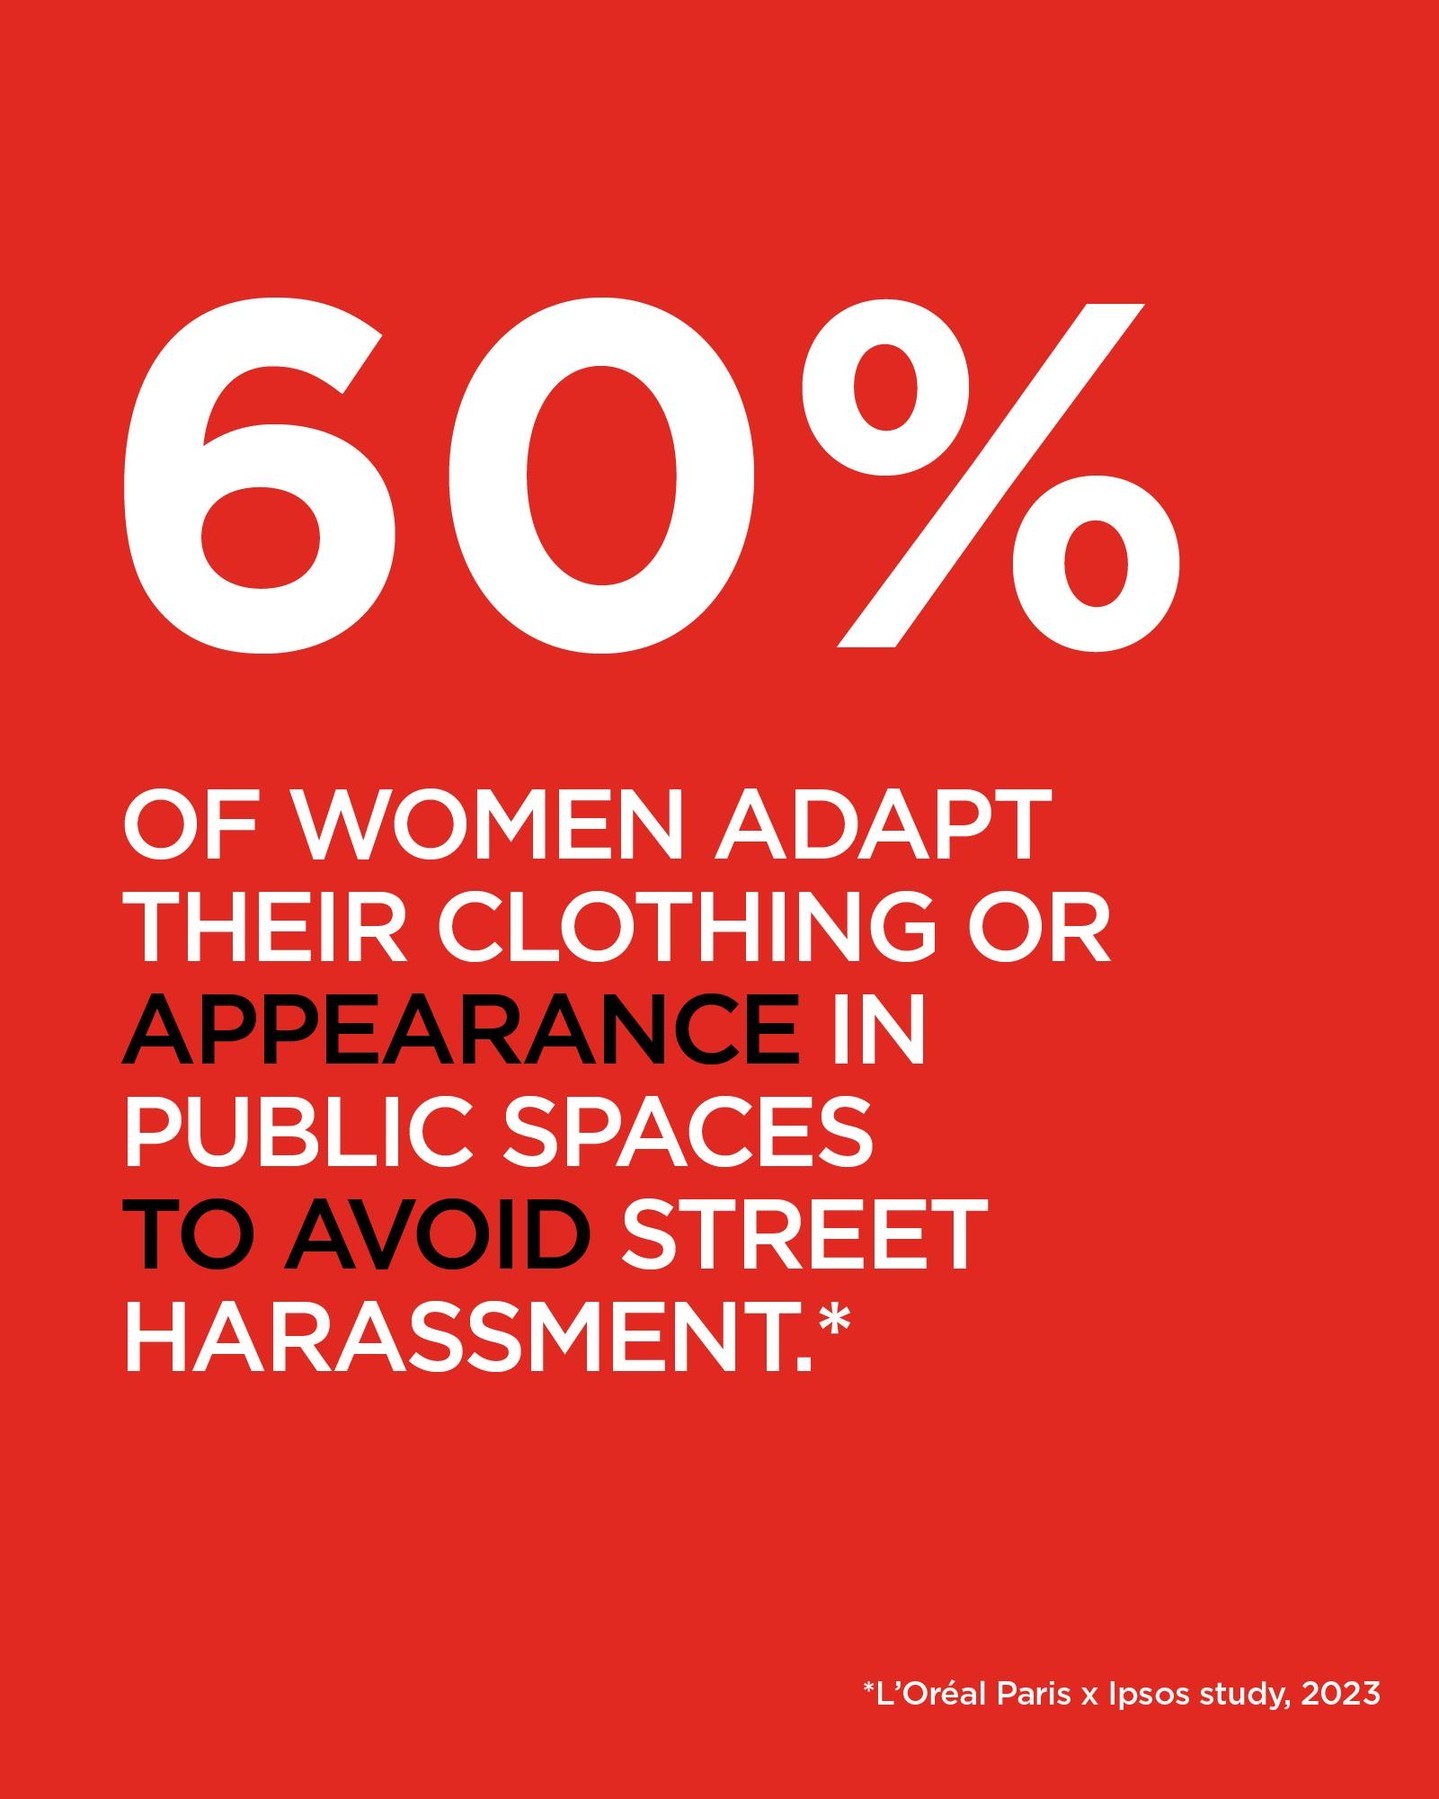 60%
OF WOMEN ADAPT
THEIR CLOTHING OR
APPEARANCE IN
PUBLIC SPACES
TO AVOID STREET
HARASSMENT.*
*L’Oréal Paris x Ipsos study, 2023